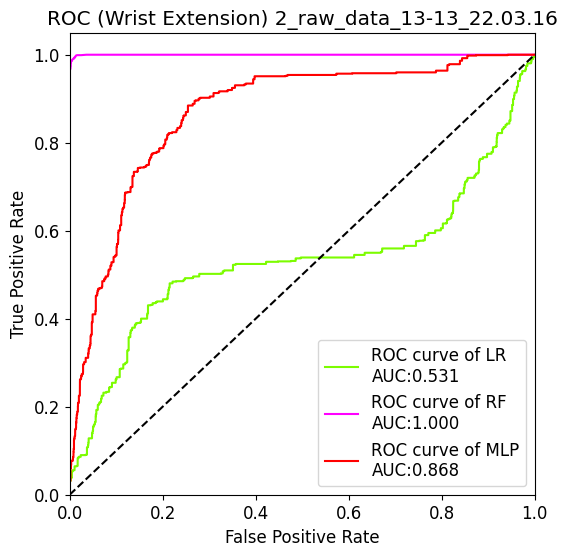 ROC (Wrist Extension) 2_raw_data_13-13_22.03.16
1.0
0.8
0.6
0.4
0.2
0.0
True Positive Rate
ROC curve of LR
AUC:0.531
ROC curve of RF
AUC:1.000
ROC curve of MLP
AUC:0.868
0.0 0.2 0.4 0.6 0.8 1.0
False Positive Rate